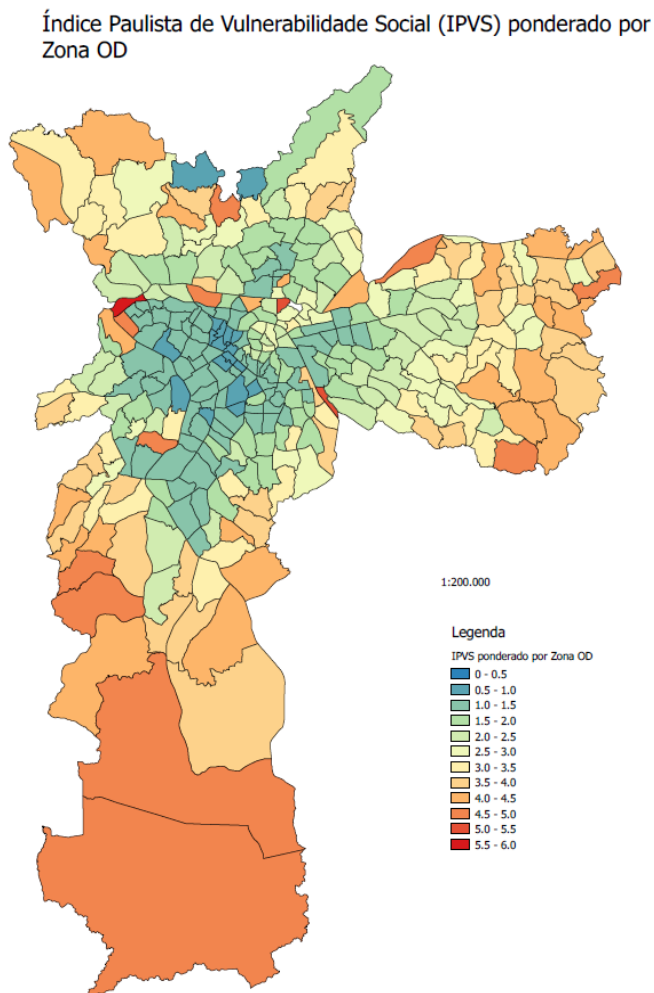 Índice Paulista de Vulnerabilidade Social (IPVS) ponderado por
Zona OD
1:200.000
Legenda
IPVS ponderado por Zona OD
0 - 0.5
0.5 - 1.0
1.0 - 1.5
1.5 - 2.0
2.0 - 2.5
2.5 - 3.0
3.0 - 3.5
3.5 - 4.0
4.0 - 4.5
4.5 - 5.0
5.0 - 5.5
5.5 - 6.0